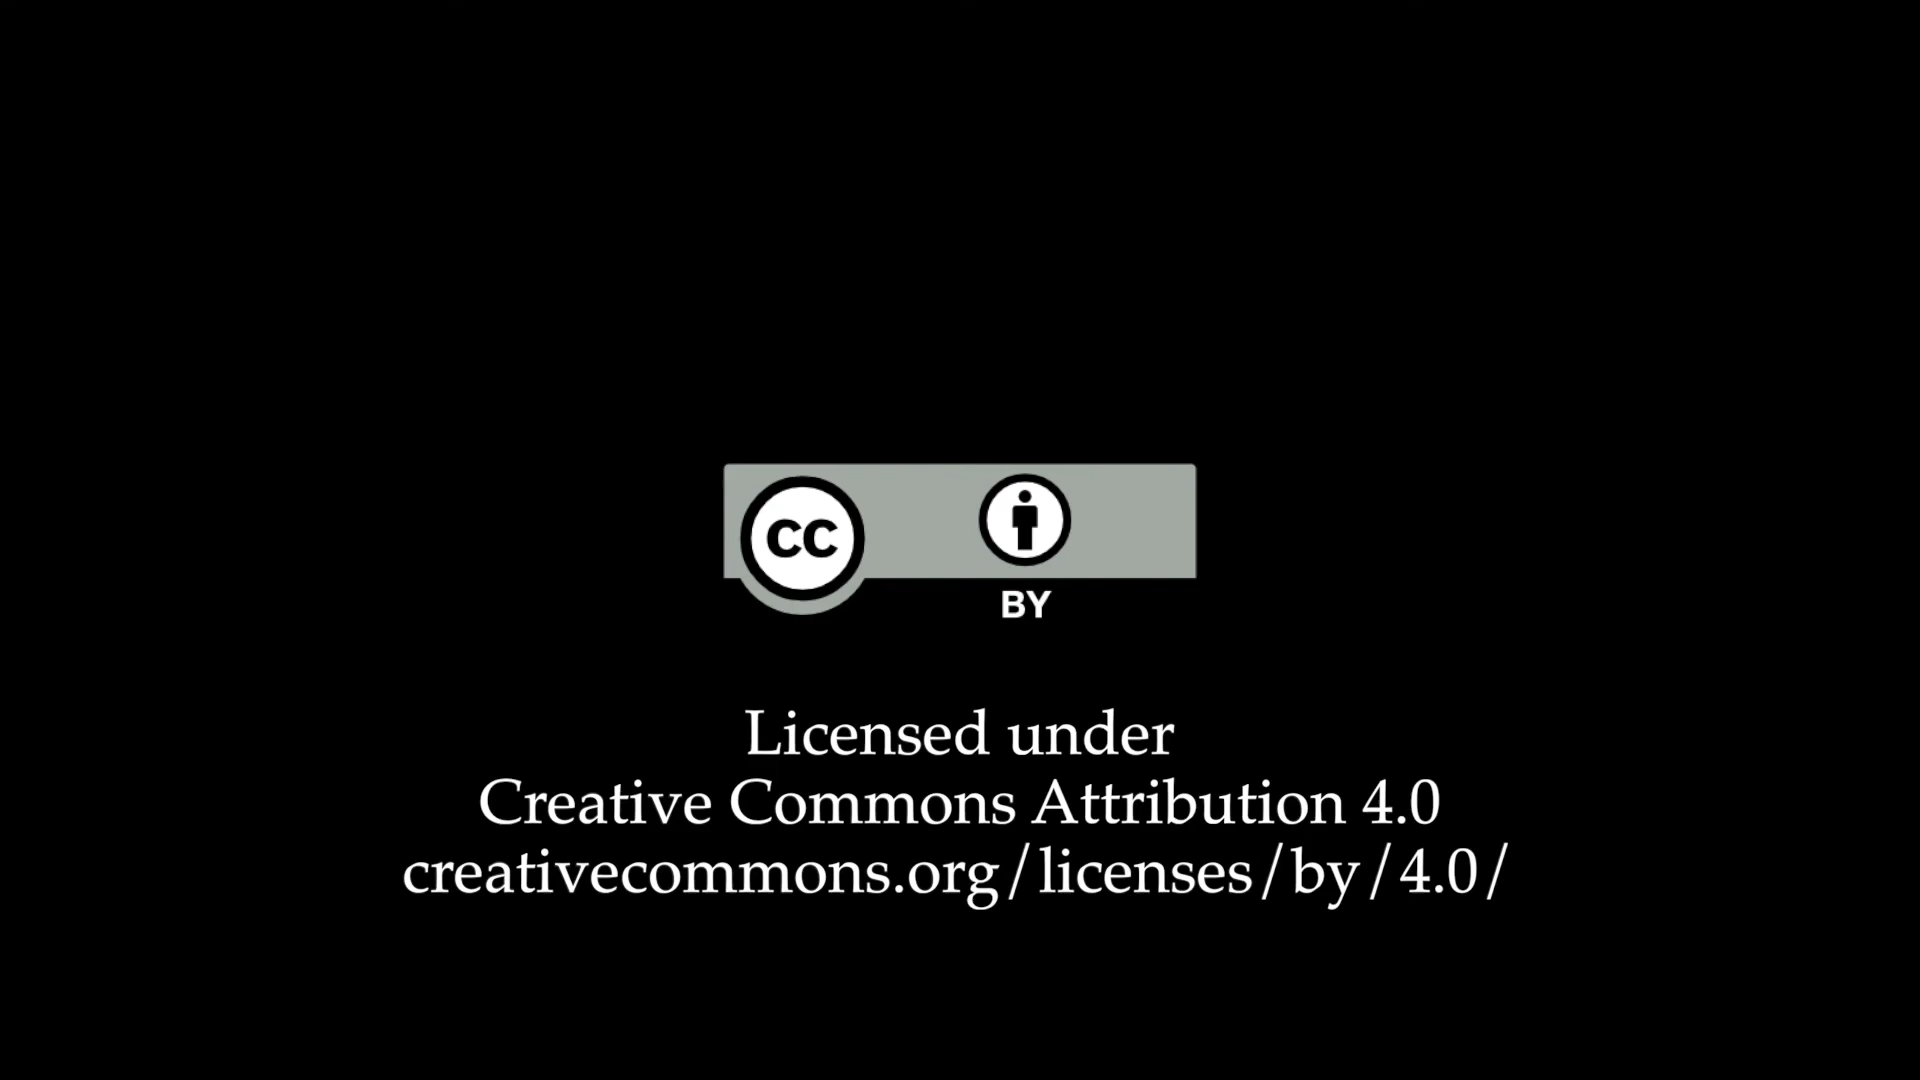 CC
BY
Licensed under
Creative Commons Attribution 4.0
creativecommons.org/licenses/by/4.0/